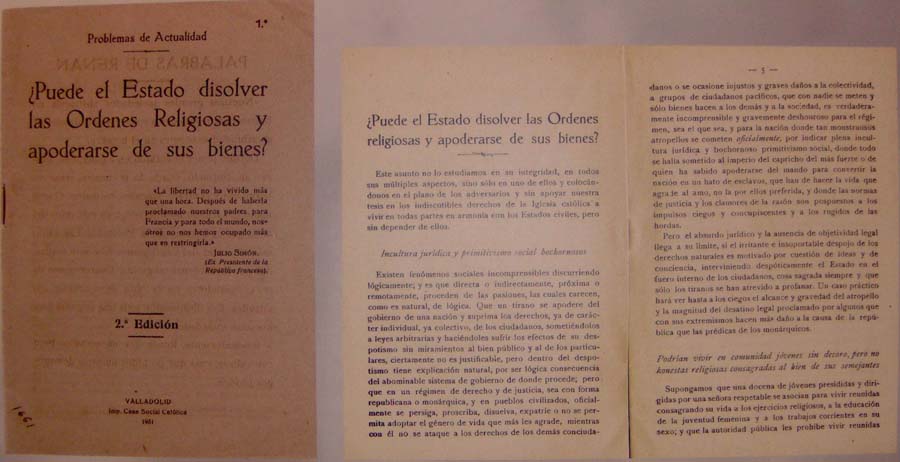 1.ª
Problemas de Actualidad
¿Puede el Estado disolver
las Ordenes Religiosas y
apoderarse de sus bienes?
«La libertad no ha vivido más
que una hora. Después de haberla
proclamado nuestros padres, para
Francia y para todo el mundo, nos-
otros no nos hemos ocupado más
que en restringirla.»
JULIO SIMÓN.
(Ex Presidente de la
República francesa).
2.ª Edición
VALLADOLID
Imp. Casa Social Católica
1931
¿Puede el Estado disolver las Ordenes
religiosas y apoderarse de sus bienes?
Este asunto no lo estudiamos en su integridad, en todos
sus múltiples aspectos, sino sólo en uno de ellos y colocán-
donos en el plano de los adversarios y sin apoyar nuestra
tesis en los indiscutibles derechos de la Iglesia católica a
vivir en todas partes en armonía con los Estados civiles, pero
sin depender de ellos.
Incultura jurídica y primitivismo social bochornosos
Existen fenómenos sociales incomprensibles discurriendo
lógicamente; y es que directa o indirectamente, próxima o
remotamente, proceden de las pasiones, las cuales carecen,
como es natural, de lógica. Que un tirano se apodere del
gobierno de una nación y suprima los derechos, ya de carác-
ter individual, ya colectivo, de los ciudadanos, sometiéndolos
a leyes arbitrarias y haciéndoles sufrir los efectos de su des-
potismo sin miramientos al bien público y al de los particu-
lares, ciertamente no es justificable, pero dentro del despo-
tismo tiene explicación natural, por ser lógica consecuencia
del abominable sistema de gobierno de donde procede; pero
que en un régimen de derecho y de justicia, sea con forma
republicana o monárquica, y en pueblos civilizados, oficial-
mente se persiga, proscriba, disuelva, expatríe o no se per-
mita adoptar el género de vida que más les agrade, mientras
con él no se ataque a los derechos de los demás conciuda-
— 3 —
danos o se ocasione injustos y graves daños a la colectividad,
a grupos de ciudadanos pacíficos, que con nadie se meten y
sólo bienes hacen a los demás y a la sociedad, es verdadera-
mente incomprensible y gravemente deshonroso para el régi-
men, sea el que sea, y para la nación donde tan monstruosos
atropellos se cometen oficialmente, por indicar plena incul-
tura jurídica y bochornoso primitivismo social, donde todo
se halla sometido al imperio del capricho del más fuerte o de
quien ha sabido apoderarse del mando para convertir la
nación en un hato de esclavos, que han de hacer la vida que
agrade al amo, no la por ellos preferida, y donde las normas
de justicia y los clamores de la razón son pospuestos a los
impulsos ciegos y concupiscentes y a los rugidos de las
hordas.
Pero el absurdo jurídico y la ausencia de objetividad legal
llega a su límite, si el irritante e insoportable despojo de los
derechos naturales es motivado por cuestión de ideas y de
conciencia, interviniendo despóticamente el Estado en el
fuero interno de los ciudadanos, cosa sagrada siempre y que
sólo los tiranos se han atrevido a profanar. Un caso práctico
hará ver hasta a los ciegos el alcance y gravedad del atropello
y la magnitud del desatino legal proclamado por algunos que
con sus extremismos hacen más daño a la causa de la repú-
blica que las prédicas de los monárquicos.
Podrían vivir en comunidad jóvenes sin decoro, pero no
honestas religiosas consagradas al bien de sus semejantes
Supongamos que una docena de jóvenes presididas y diri-
gidas por una señora respetable se asocian para vivir reunidas
consagrando su vida a los ejercicios religiosos, a la educación
de la juventud femenina y a los trabajos corrientes en su
sexo; y que la autoridad pública les prohibe vivir reunidas